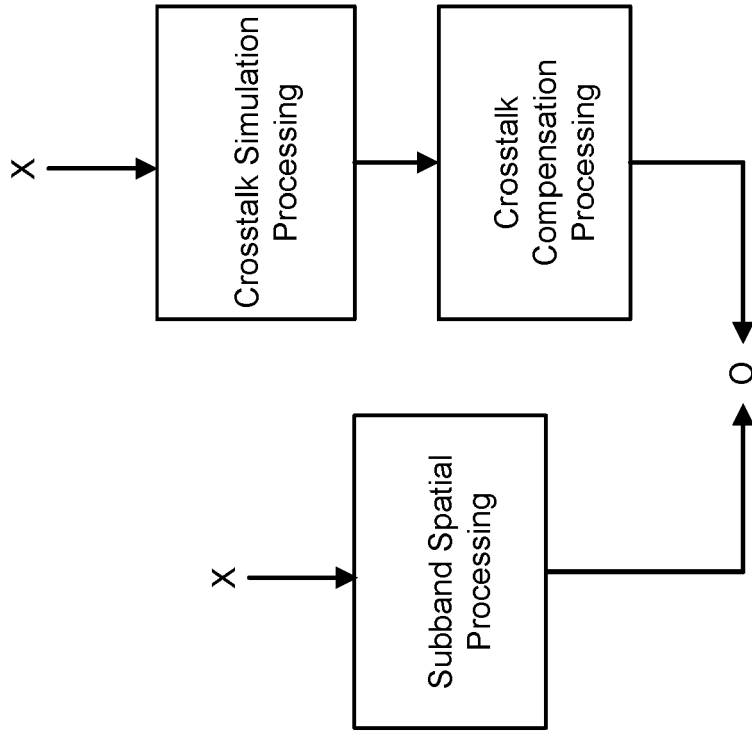 X
Crosstalk Simulation
Processing
X
Subband Spatial
Processing
Crosstalk
Compensation
Processing
O